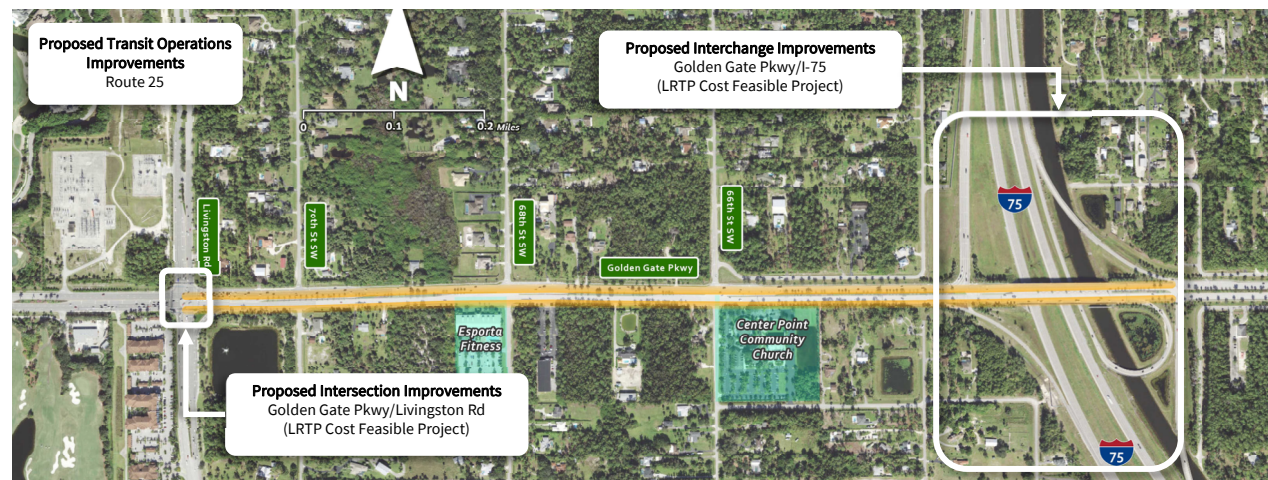 Proposed Transit Operations
Improvements
Route 25
N
0
0.1
0.2 Miles
Proposed Interchange Improvements
Golden Gate Pkwy/I-75
(LRTP Cost Feasible Project)
75
Livingston Rd
70th St SW
68th St SW
66th St SW
Golden Gate Pkwy
Esporta
Fitness
Center Point
Community
Church
Proposed Intersection Improvements
Golden Gate Pkwy/Livingston Rd
(LRTP Cost Feasible Project)
75